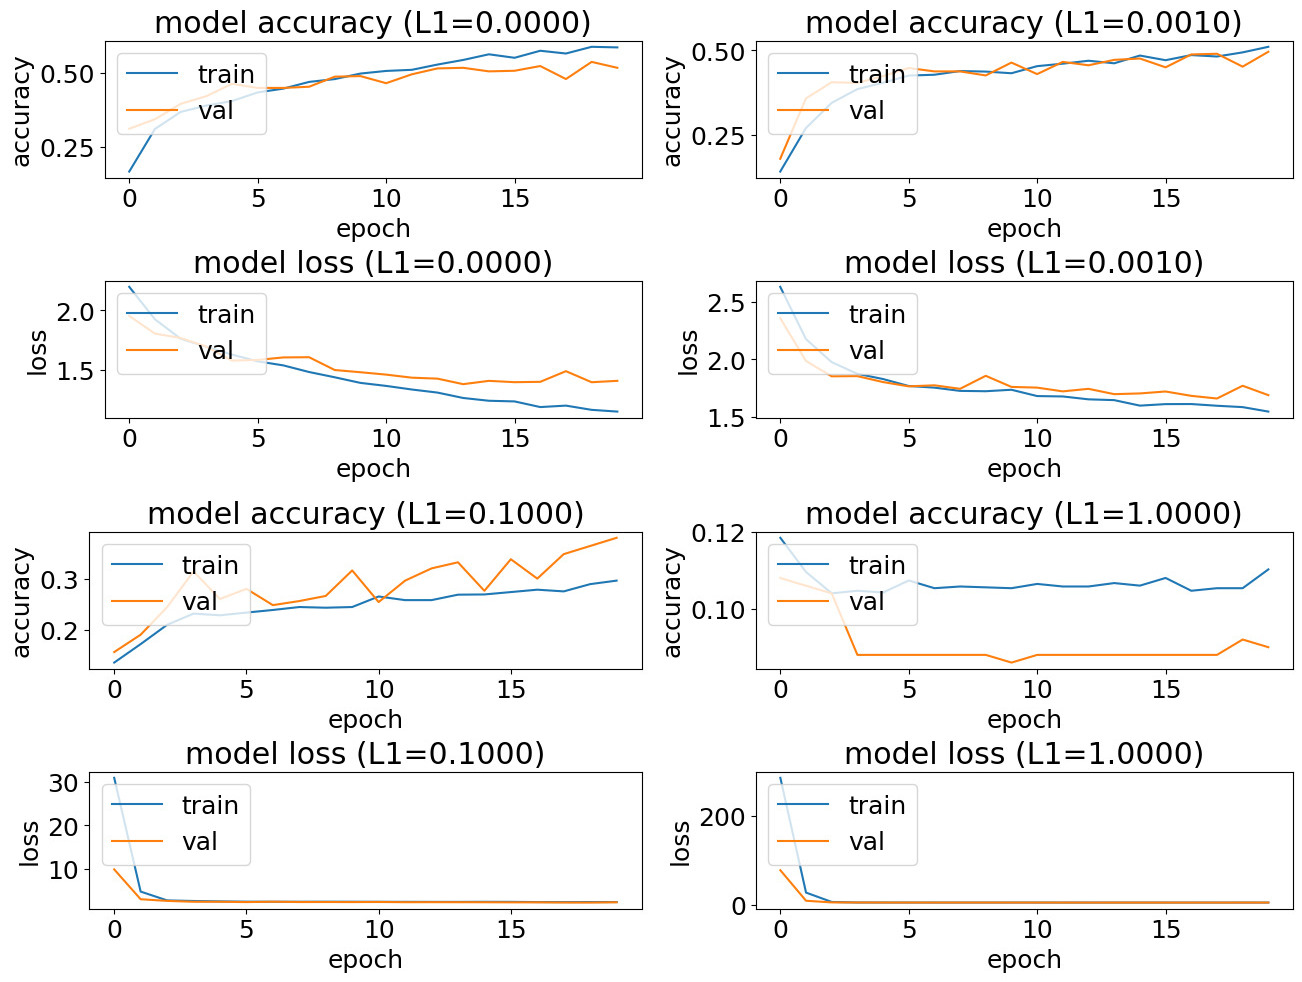 model accuracy (L1=0.0000)
accuracy
0.50
0.25
train
val
0 5 10 15
epoch
model accuracy (L1=0.0010)
accuracy
0.50
0.25
train
val
0 5 10 15
epoch
model loss (L1=0.0000)
loss
2.0
1.5
train
val
0 5 10 15
epoch
model loss (L1=0.0010)
loss
2.5
2.0
1.5
train
val
0 5 10 15
epoch
model accuracy (L1=0.1000)
accuracy
0.3
0.2
train
val
0 5 10 15
epoch
model accuracy (L1=1.0000)
accuracy
0.12
0.10
train
val
0 5 10 15
epoch
model loss (L1=0.1000)
loss
30
20
10
train
val
0 5 10 15
epoch
model loss (L1=1.0000)
loss
200
0
train
val
0 5 10 15
epoch